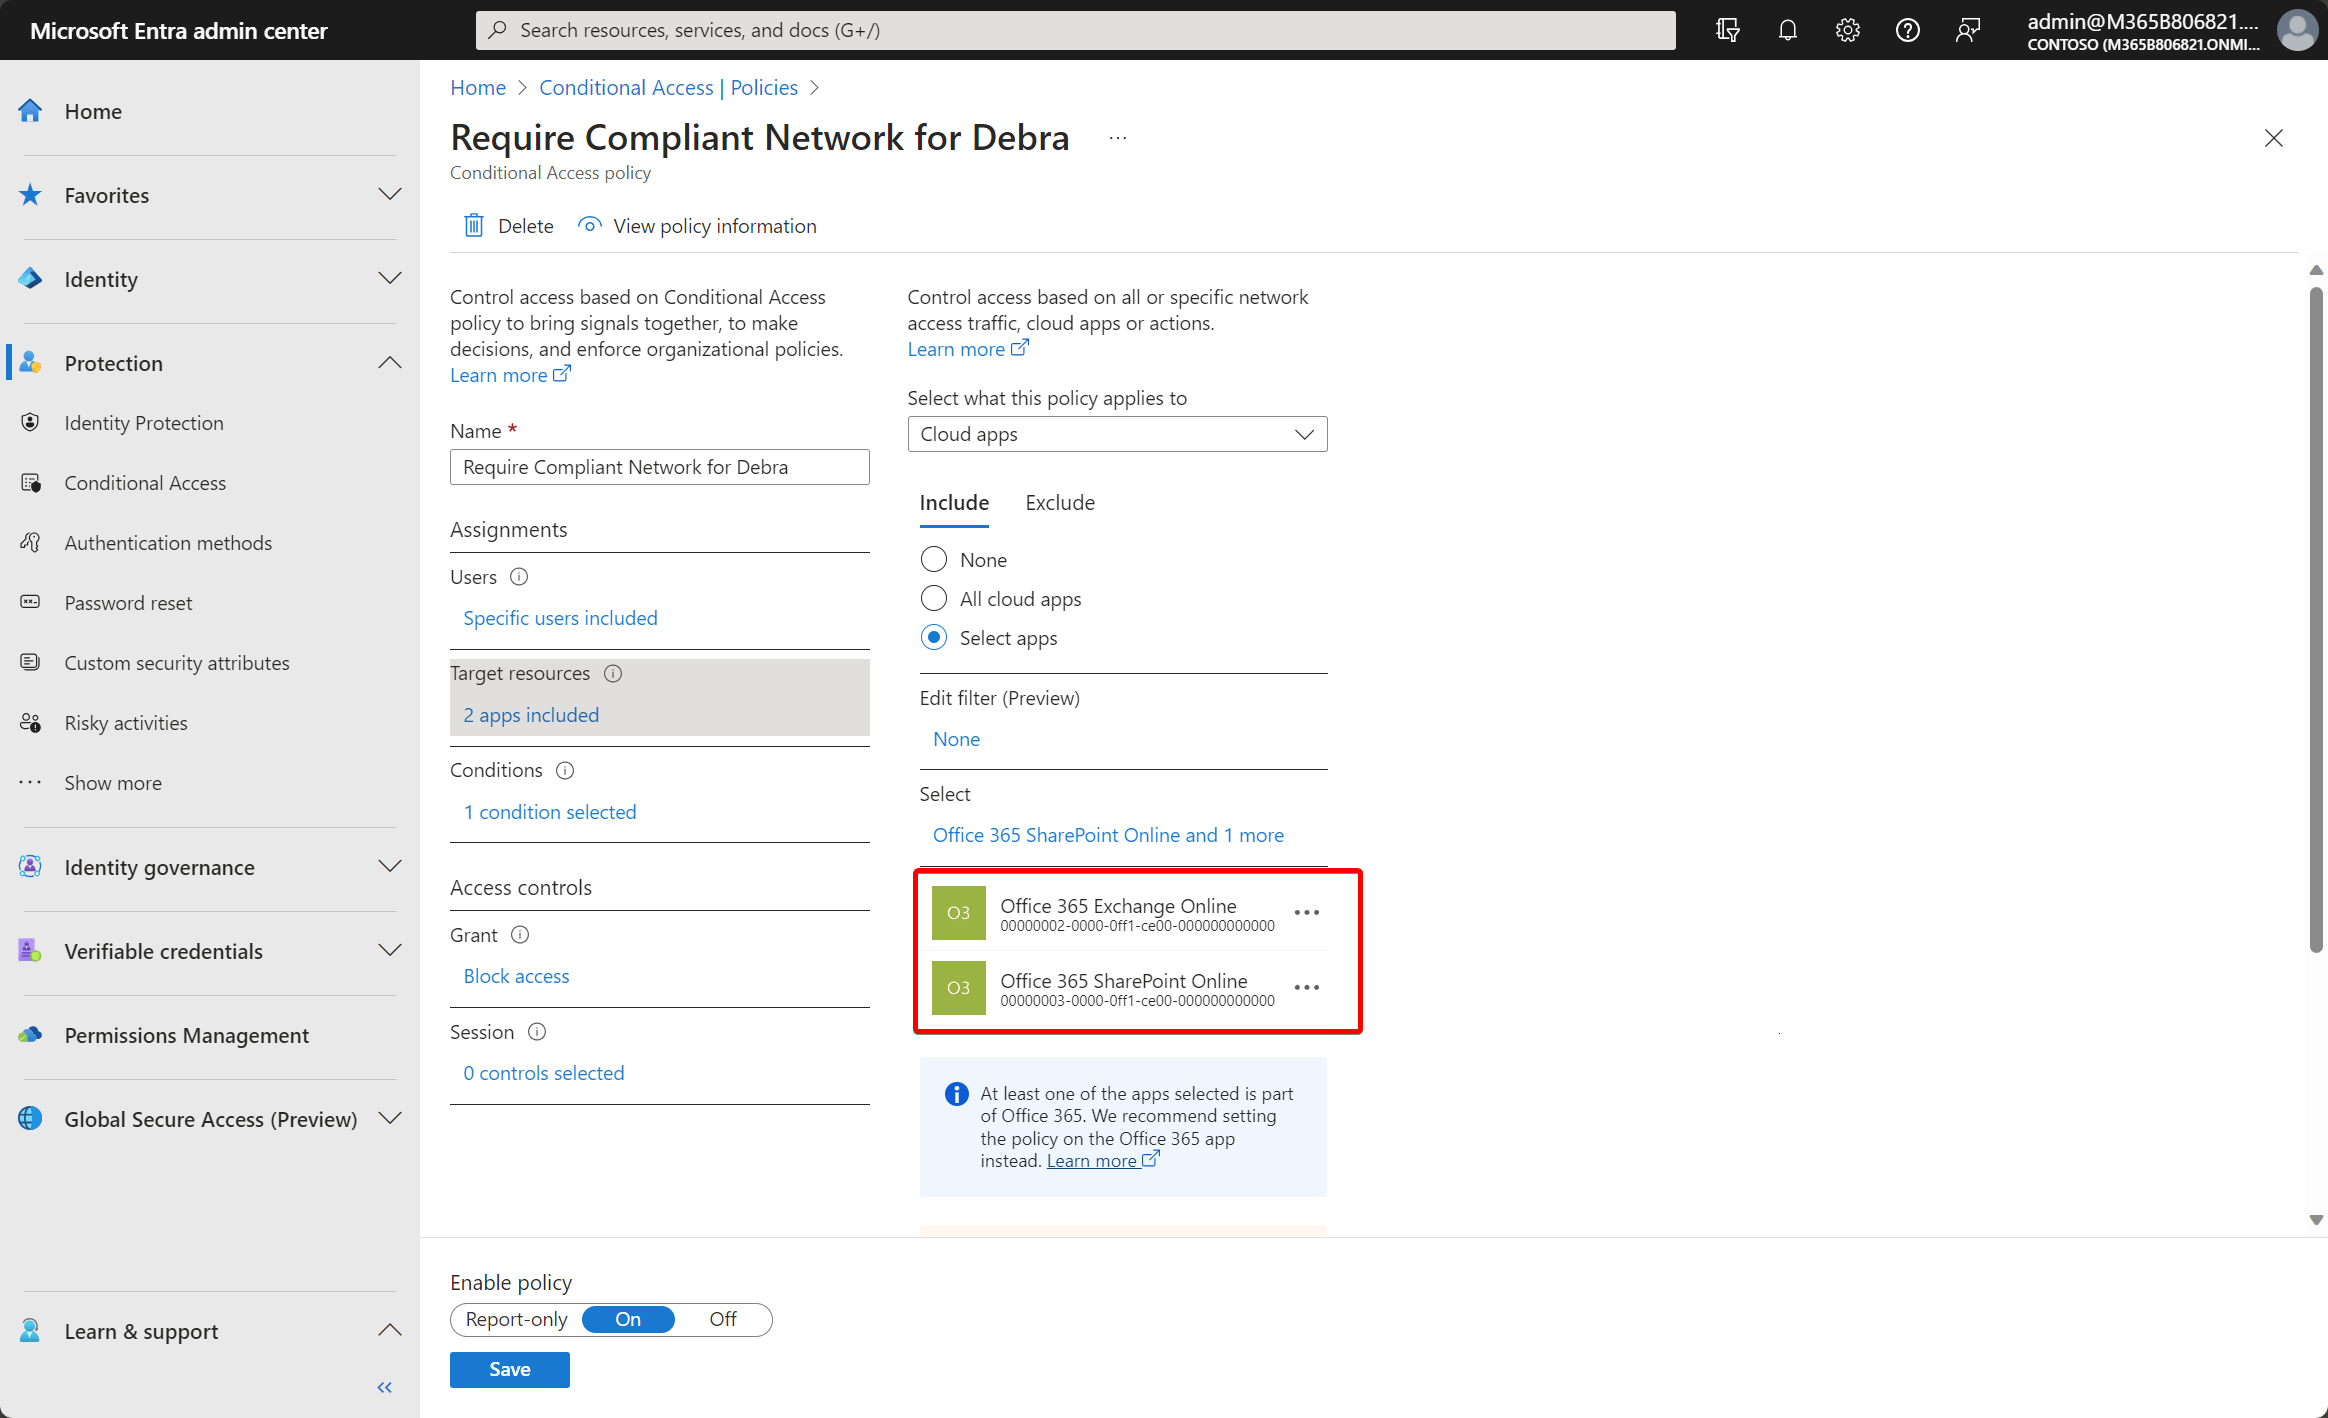 Microsoft Entra admin center
Search resources, services, and docs (G+/)
admin@M365B806821....
CONTOSO (M365B806821.ONMI...
Home
Favorites
Identity
Protection
Identity Protection
Conditional Access
Authentication methods
Password reset
Custom security attributes
Risky activities
Show more
Identity governance
Verifiable credentials
Permissions Management
Global Secure Access (Preview)
Learn & support
Home > Conditional Access | Policies >
Require Compliant Network for Debra ...
Conditional Access policy
Delete
View policy information
Control access based on Conditional Access
policy to bring signals together, to make
decisions, and enforce organizational policies.
Learn more
Name *
Require Compliant Network for Debra
Assignments
Users
Specific users included
Target resources
2 apps included
Conditions
1 condition selected
Access controls
Grant
Block access
Session
0 controls selected
Control access based on all or specific network
access traffic, cloud apps or actions.
Learn more
Select what this policy applies to
Cloud apps
Include
Exclude
None
All cloud apps
Select apps
Edit filter (Preview)
None
Select
Office 365 SharePoint Online and 1 more
O3
Office 365 Exchange Online
00000002-0000-0ff1-ce00-000000000000
O3
Office 365 SharePoint Online
00000003-0000-0ff1-ce00-000000000000
At least one of the apps selected is part
of Office 365. We recommend setting
the policy on the Office 365 app
instead. Learn more
Enable policy
Report-only
On
Off
Save